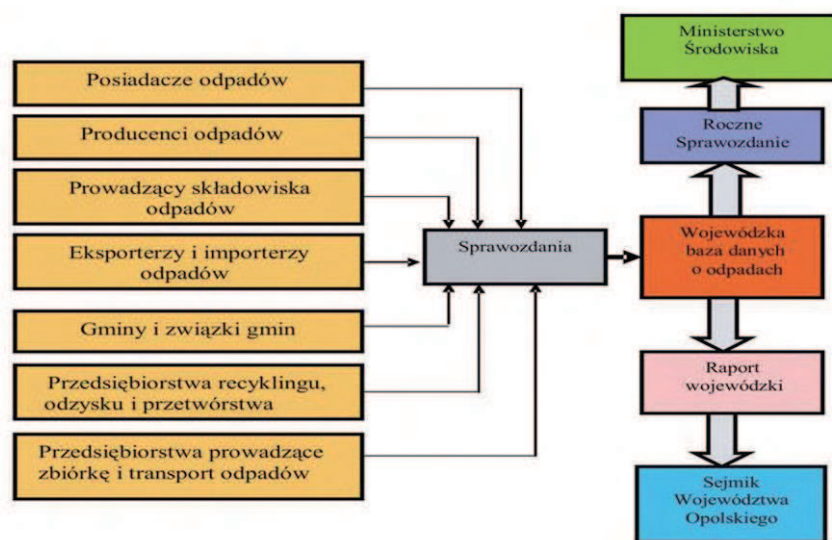 Posiadacze odpadów
Producenci odpadów
Prowadzący składowiska
odpadów
Eksporterzy i importerzy
odpadów
Gminy i związki gmin
Przedsiębiorstwa recyklingu,
odzysku i przetwórstwa
Przedsiębiorstwa prowadzące
zbiórkę i transport odpadów
Sprawozdania
Ministerstwo
Środowiska
Roczne
Sprawozdanie
Wojewódzka
baza danych
o odpadach
Raport
wojewódzki
Sejmik
Województwa
Opolskiego